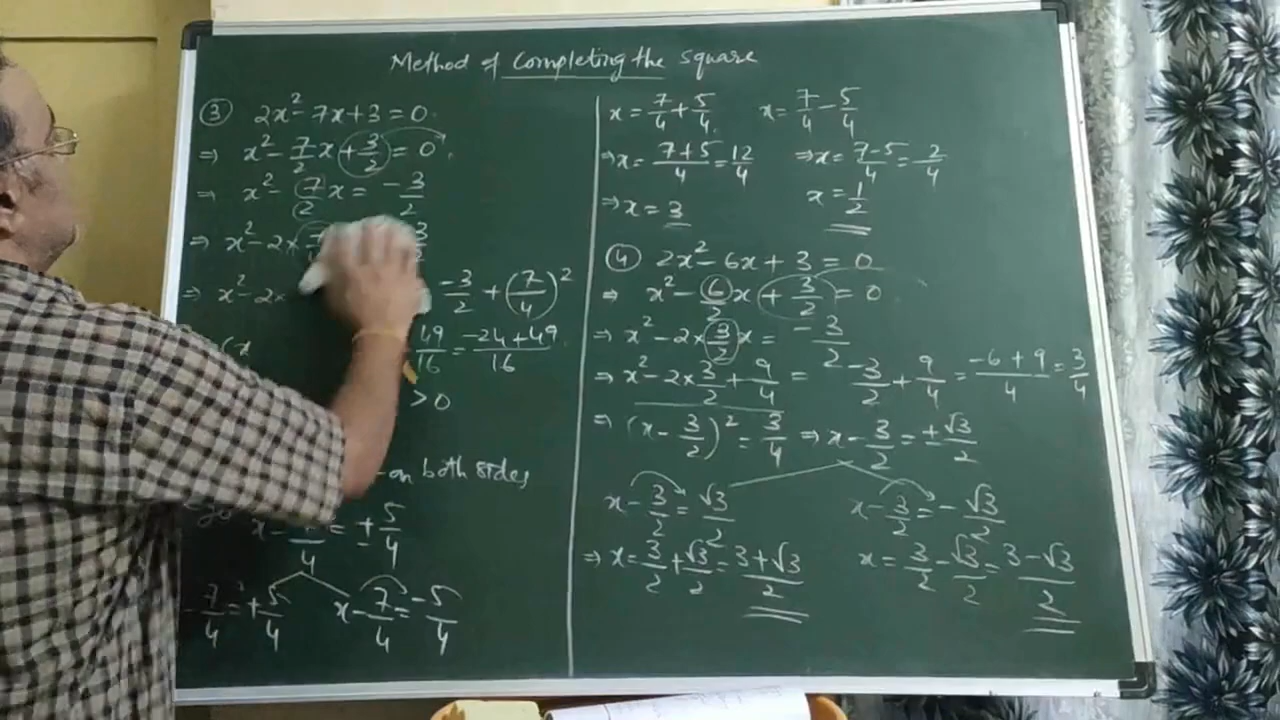 Method of Completing the square
③ 2x² - 7x + 3 = 0
⇒ x² - 7/2 x + 3/2 = 0
⇒ x² - 7/2 x = -3/2
⇒ x² - 2×
⇒ x² - 2× -3/2 + (7/4)²
(x 49/16 = (-24+49)/16
> 0
on both sides
x - 7/4 = ± 5/4
- 7/4 = + 5/4 x - 7/4 = - 5/4
x = 7/4 + 5/4 x = 7/4 - 5/4
⇒ x = (7+5)/4 = 12/4 ⇒ x = (7-5)/4 = 2/4
⇒ x = 3 x = 1/2
④ 2x² - 6x + 3 = 0
⇒ x² - 6/2 x + 3/2 = 0
⇒ x² - 2× 3/2 x = -3/2
⇒ x² - 2× 3/2 + 9/4 = -3/2 + 9/4 = (-6+9)/4 = 3/4
⇒ (x - 3/2)² = 3/4 ⇒ x - 3/2 = ±√3/2
x - 3/2 = √3/2 x - 3/2 = -√3/2
⇒ x = 3/2 + √3/2 = (3+√3)/2 x = 3/2 - √3/2 = (3-√3)/2